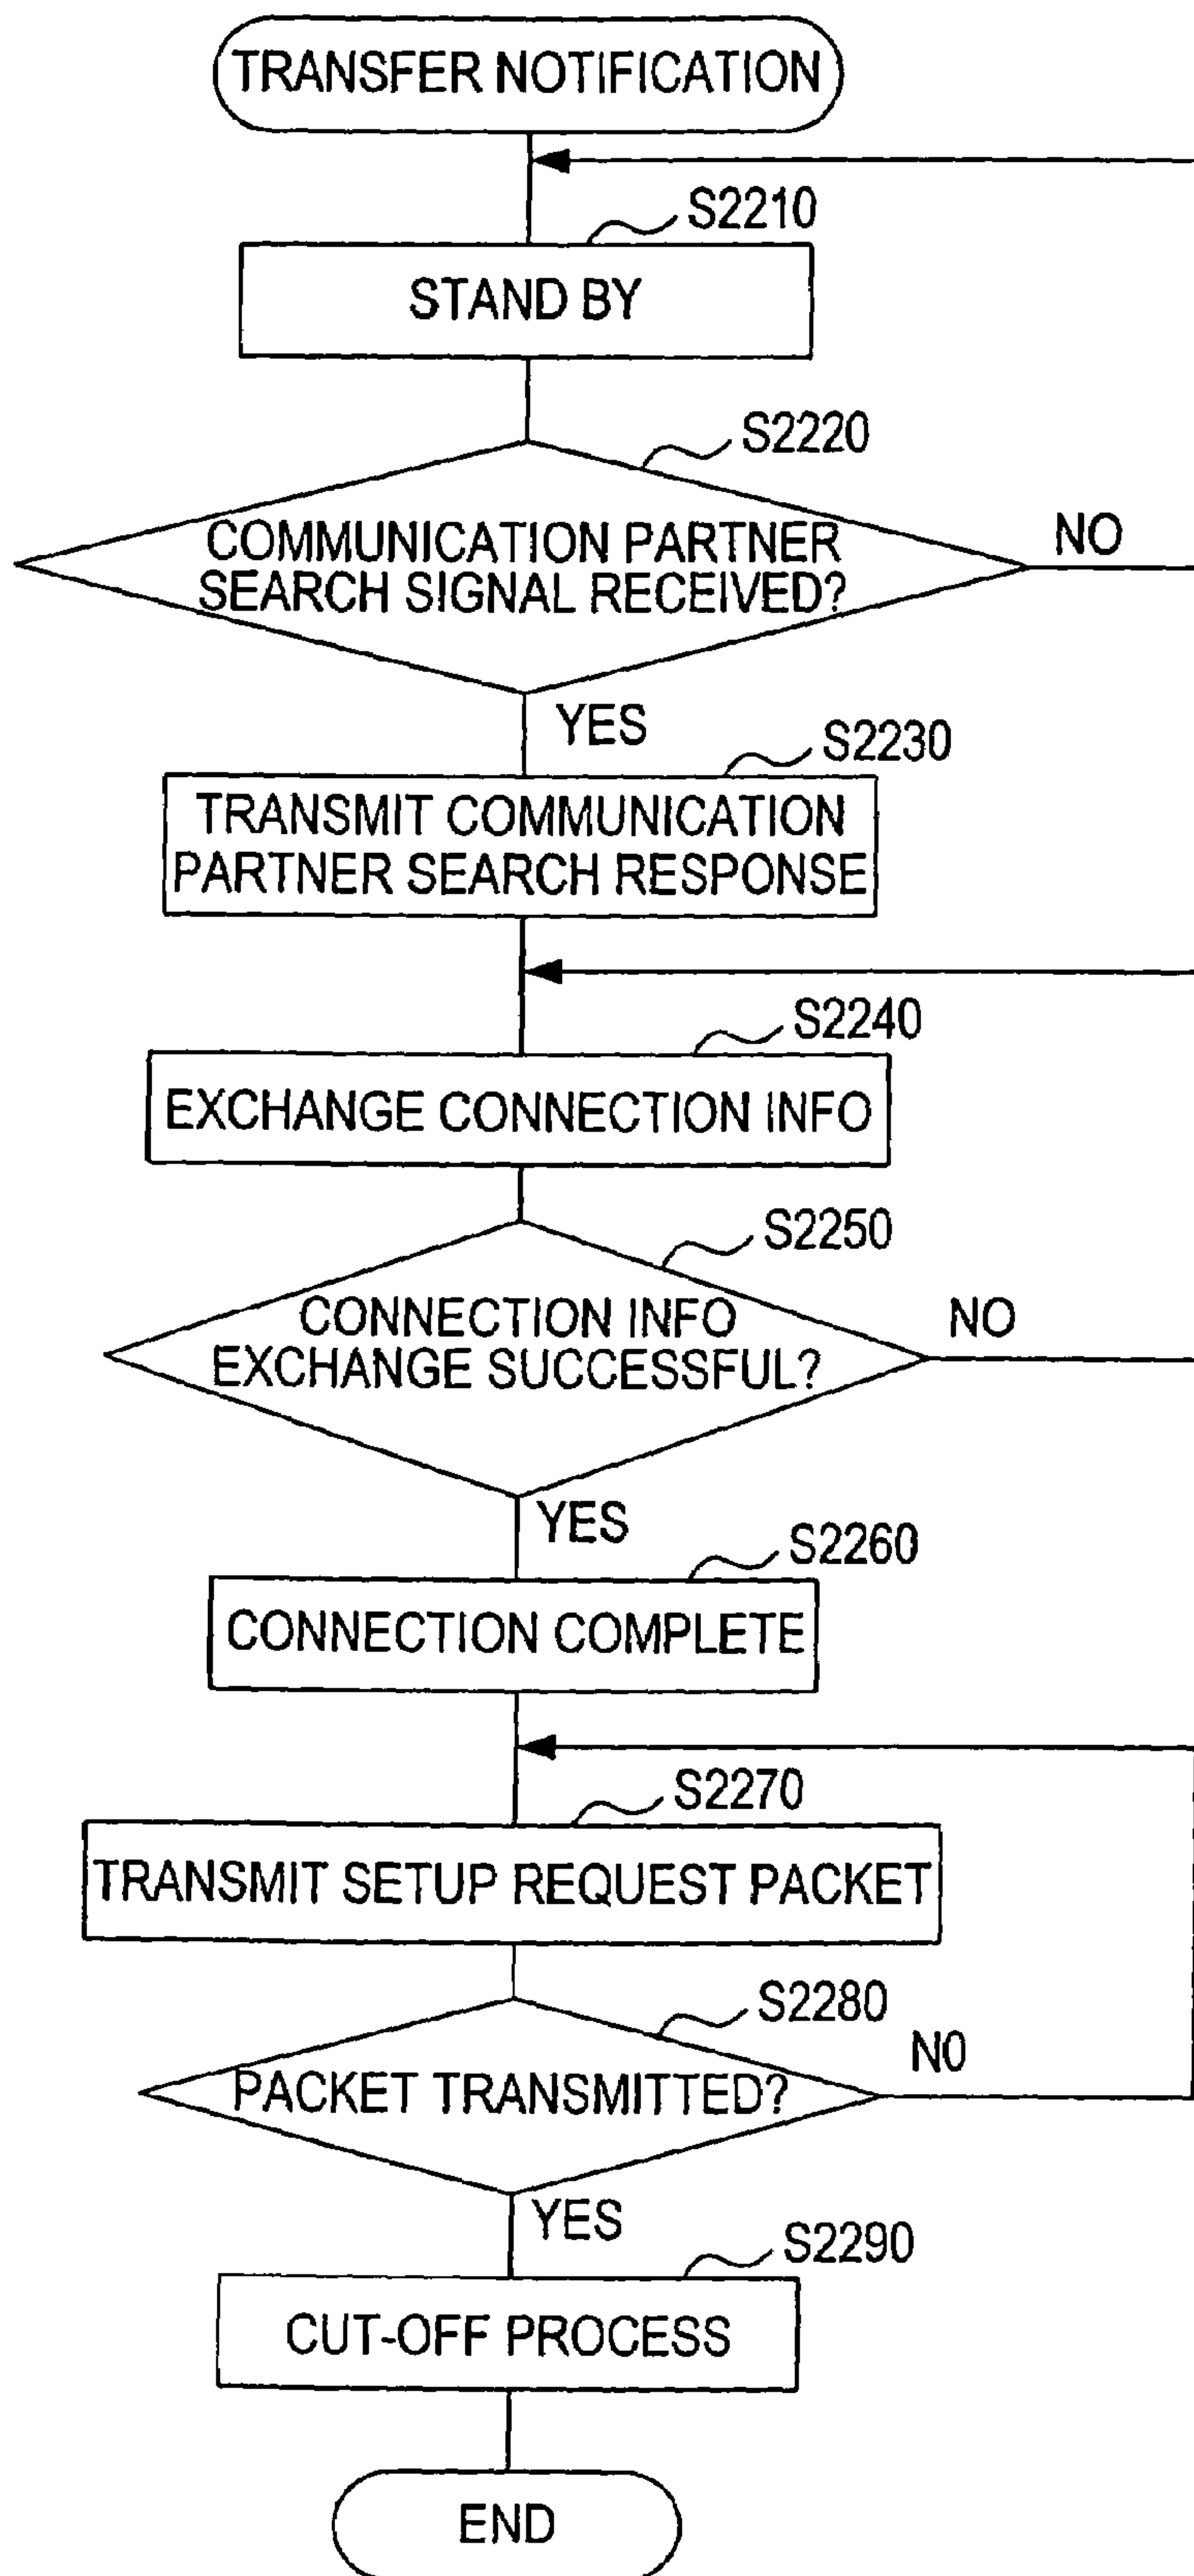 TRANSFER NOTIFICATION
S2210
STAND BY
S2220
COMMUNICATION PARTNER
SEARCH SIGNAL RECEIVED?
NO
YES
S2230
TRANSMIT COMMUNICATION
PARTNER SEARCH RESPONSE
S2240
EXCHANGE CONNECTION INFO
S2250
CONNECTION INFO
EXCHANGE SUCCESSFUL?
NO
YES
S2260
CONNECTION COMPLETE
S2270
TRANSMIT SETUP REQUEST PACKET
S2280
PACKET TRANSMITTED?
NO
YES
S2290
CUT-OFF PROCESS
END